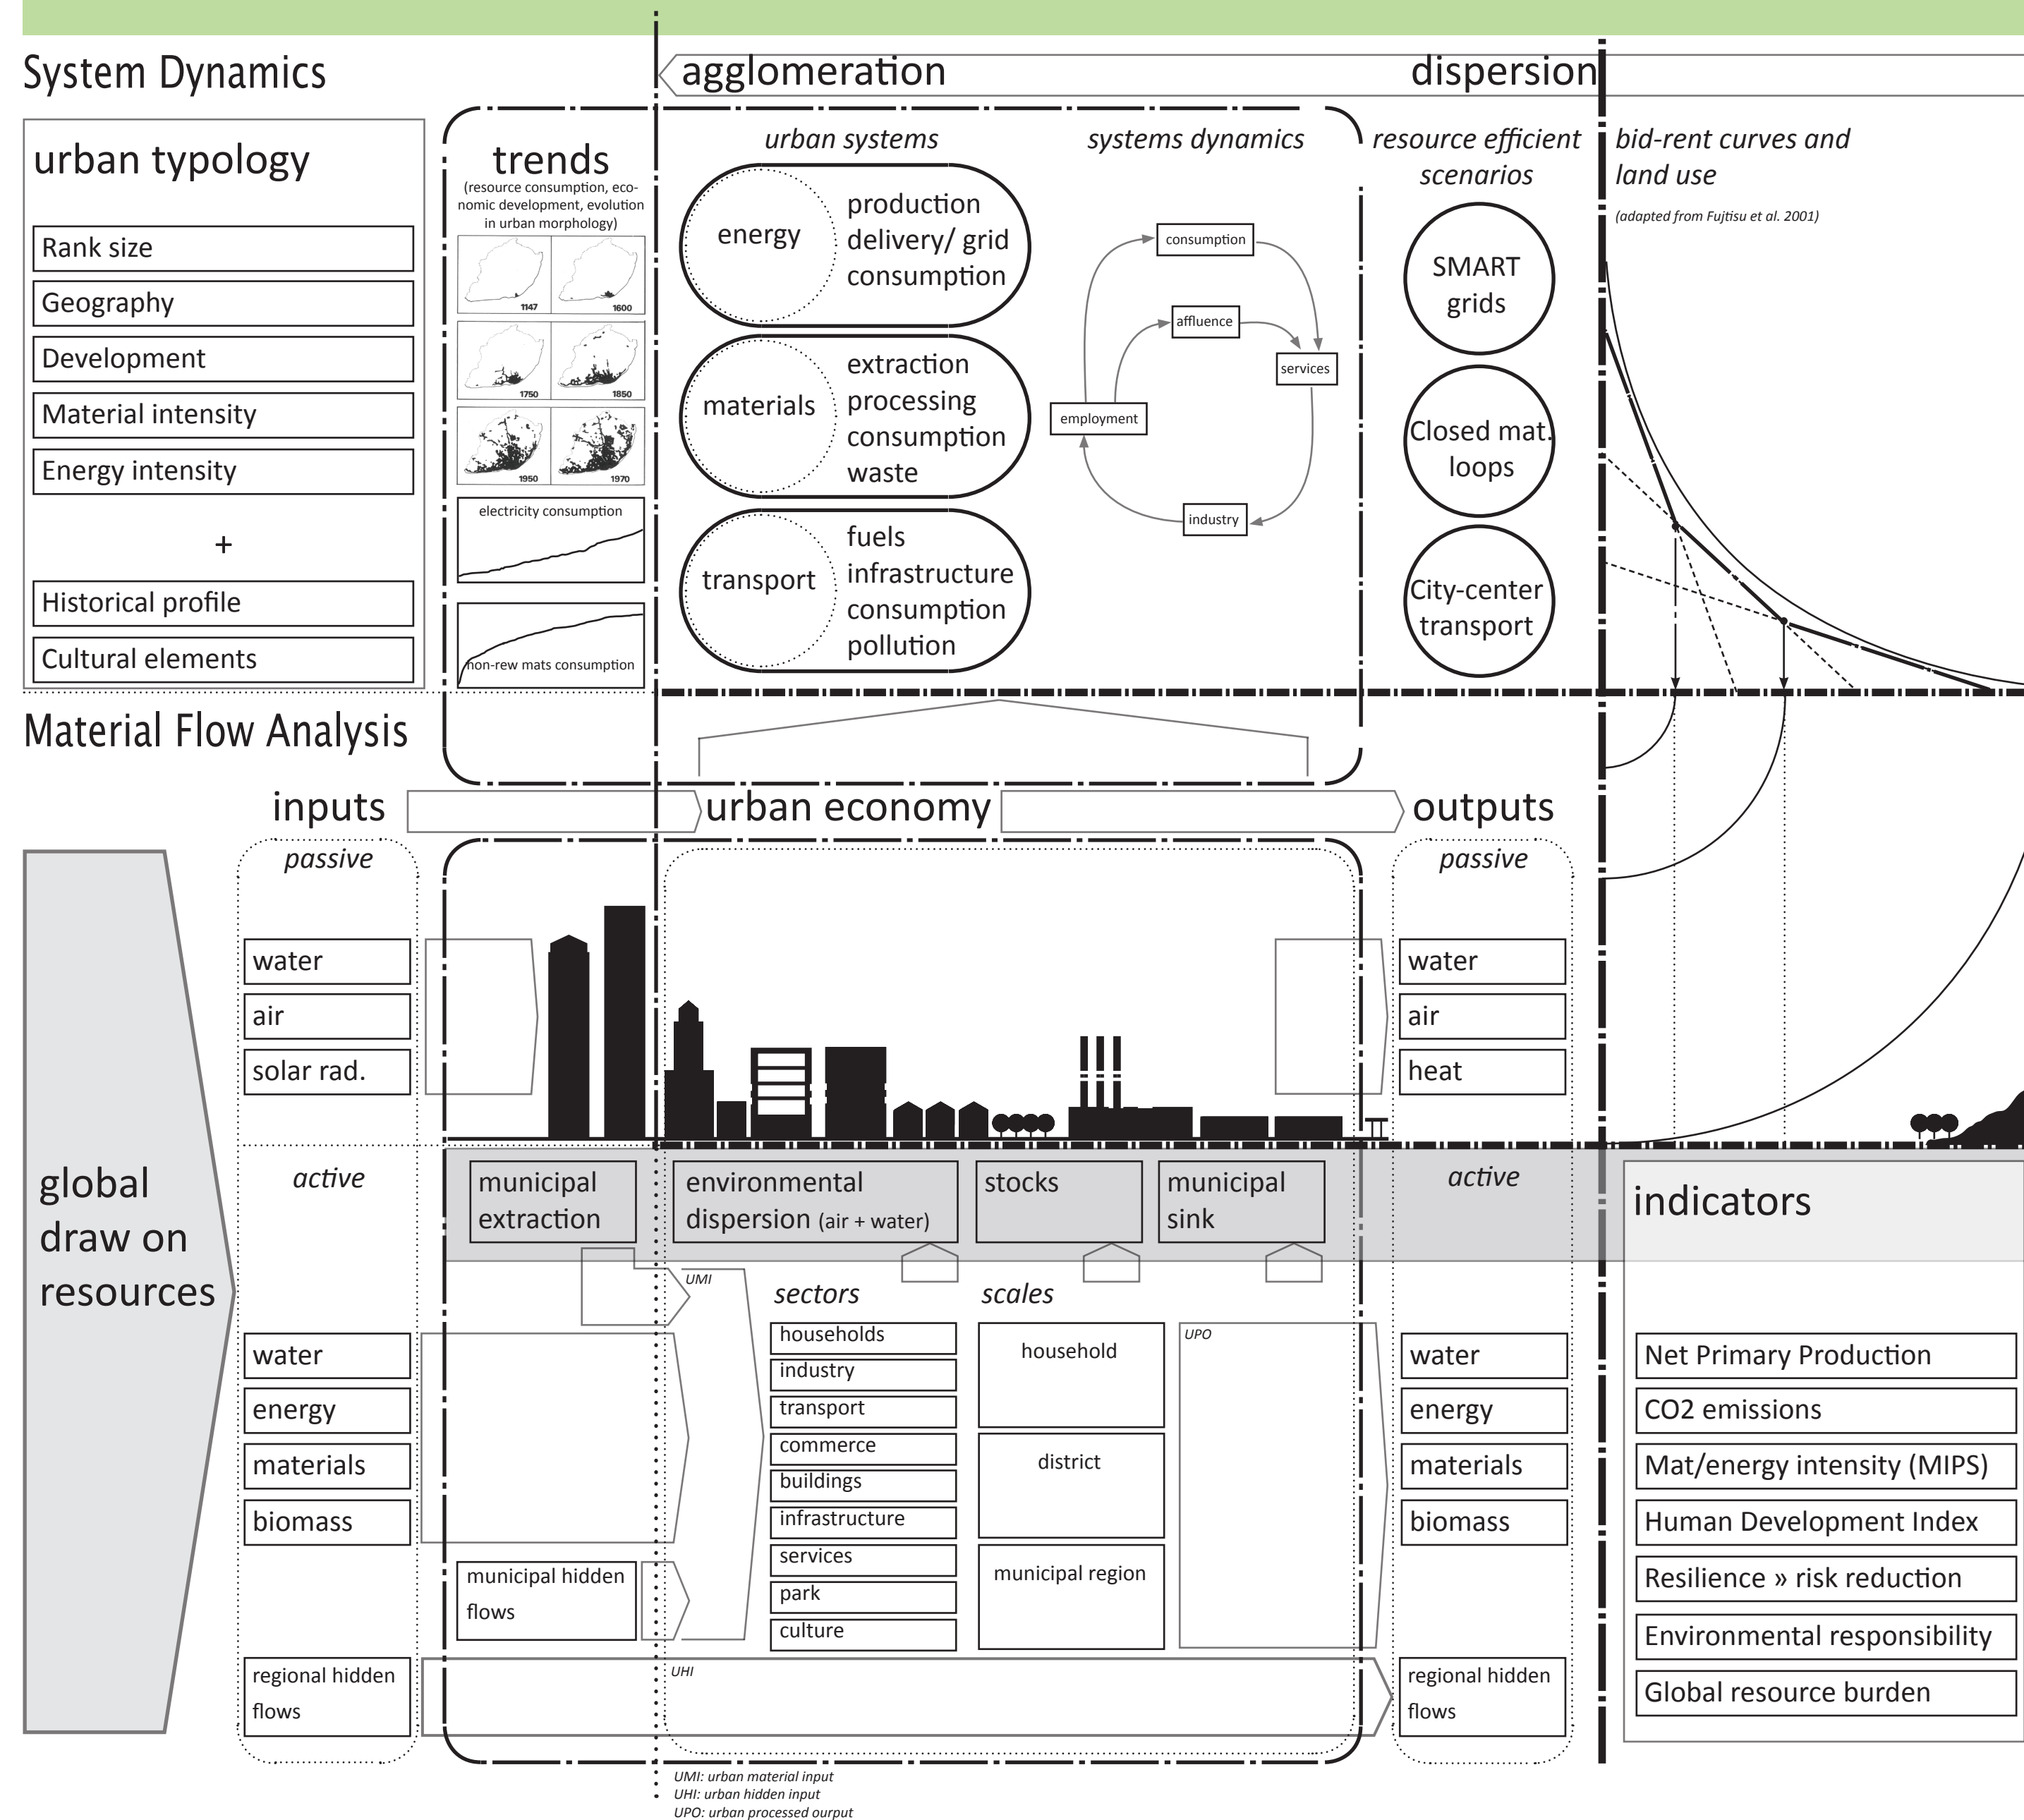 System Dynamics
agglomeration
dispersion
urban typology
Rank size
Geography
Development
Material intensity
Energy intensity
+
Historical profile
Cultural elements
trends
(resource consumption, eco-
nomic development, evolution
in urban morphology)
1147
1600
1750
1850
1950
1970
electricity consumption
non-rew mats consumption
urban systems
energy
production
delivery/ grid
consumption
materials
extraction
processing
consumption
waste
transport
fuels
infrastructure
consumption
pollution
systems dynamics
consumption
affluence
services
employment
industry
resource efficient
scenarios
SMART
grids
Closed mat.
loops
City-center
transport
bid-rent curves and
land use
(adapted from Fujtisu et al. 2001)
Material Flow Analysis
inputs
urban economy
outputs
global
draw on
resources
passive
water
air
solar rad.
active
water
energy
materials
biomass
regional hidden
flows
municipal
extraction
environmental
dispersion (air + water)
stocks
municipal
sink
UMI
sectors
households
industry
transport
commerce
buildings
infrastructure
services
park
culture
scales
household
district
municipal region
UPO
municipal hidden
flows
UHI
passive
water
air
heat
active
water
energy
materials
biomass
regional hidden
flows
indicators
Net Primary Production
CO2 emissions
Mat/energy intensity (MIPS)
Human Development Index
Resilience » risk reduction
Environmental responsibility
Global resource burden
UMI: urban material input
UHI: urban hidden input
UPO: urban processed ourput